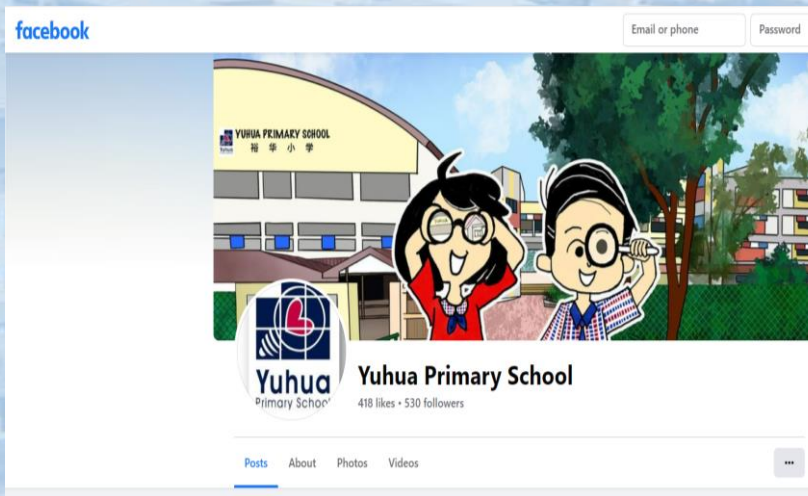 facebook
Email or phone
Password
YUHUA PRIMARY SCHOOL
裕华小学
Yuhua
Primary School
Yuhua Primary School
418 likes • 530 followers
Posts
About
Photos
Videos